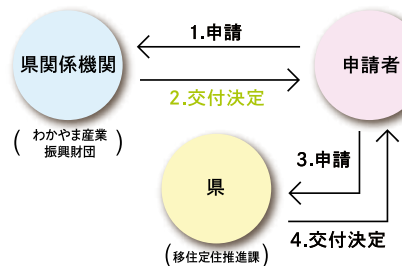 1.申請
県関係機関
申請者
2.交付決定
(わかやま産業
振興財団)
3.申請
県
4.交付決定
(移住定住推進課)